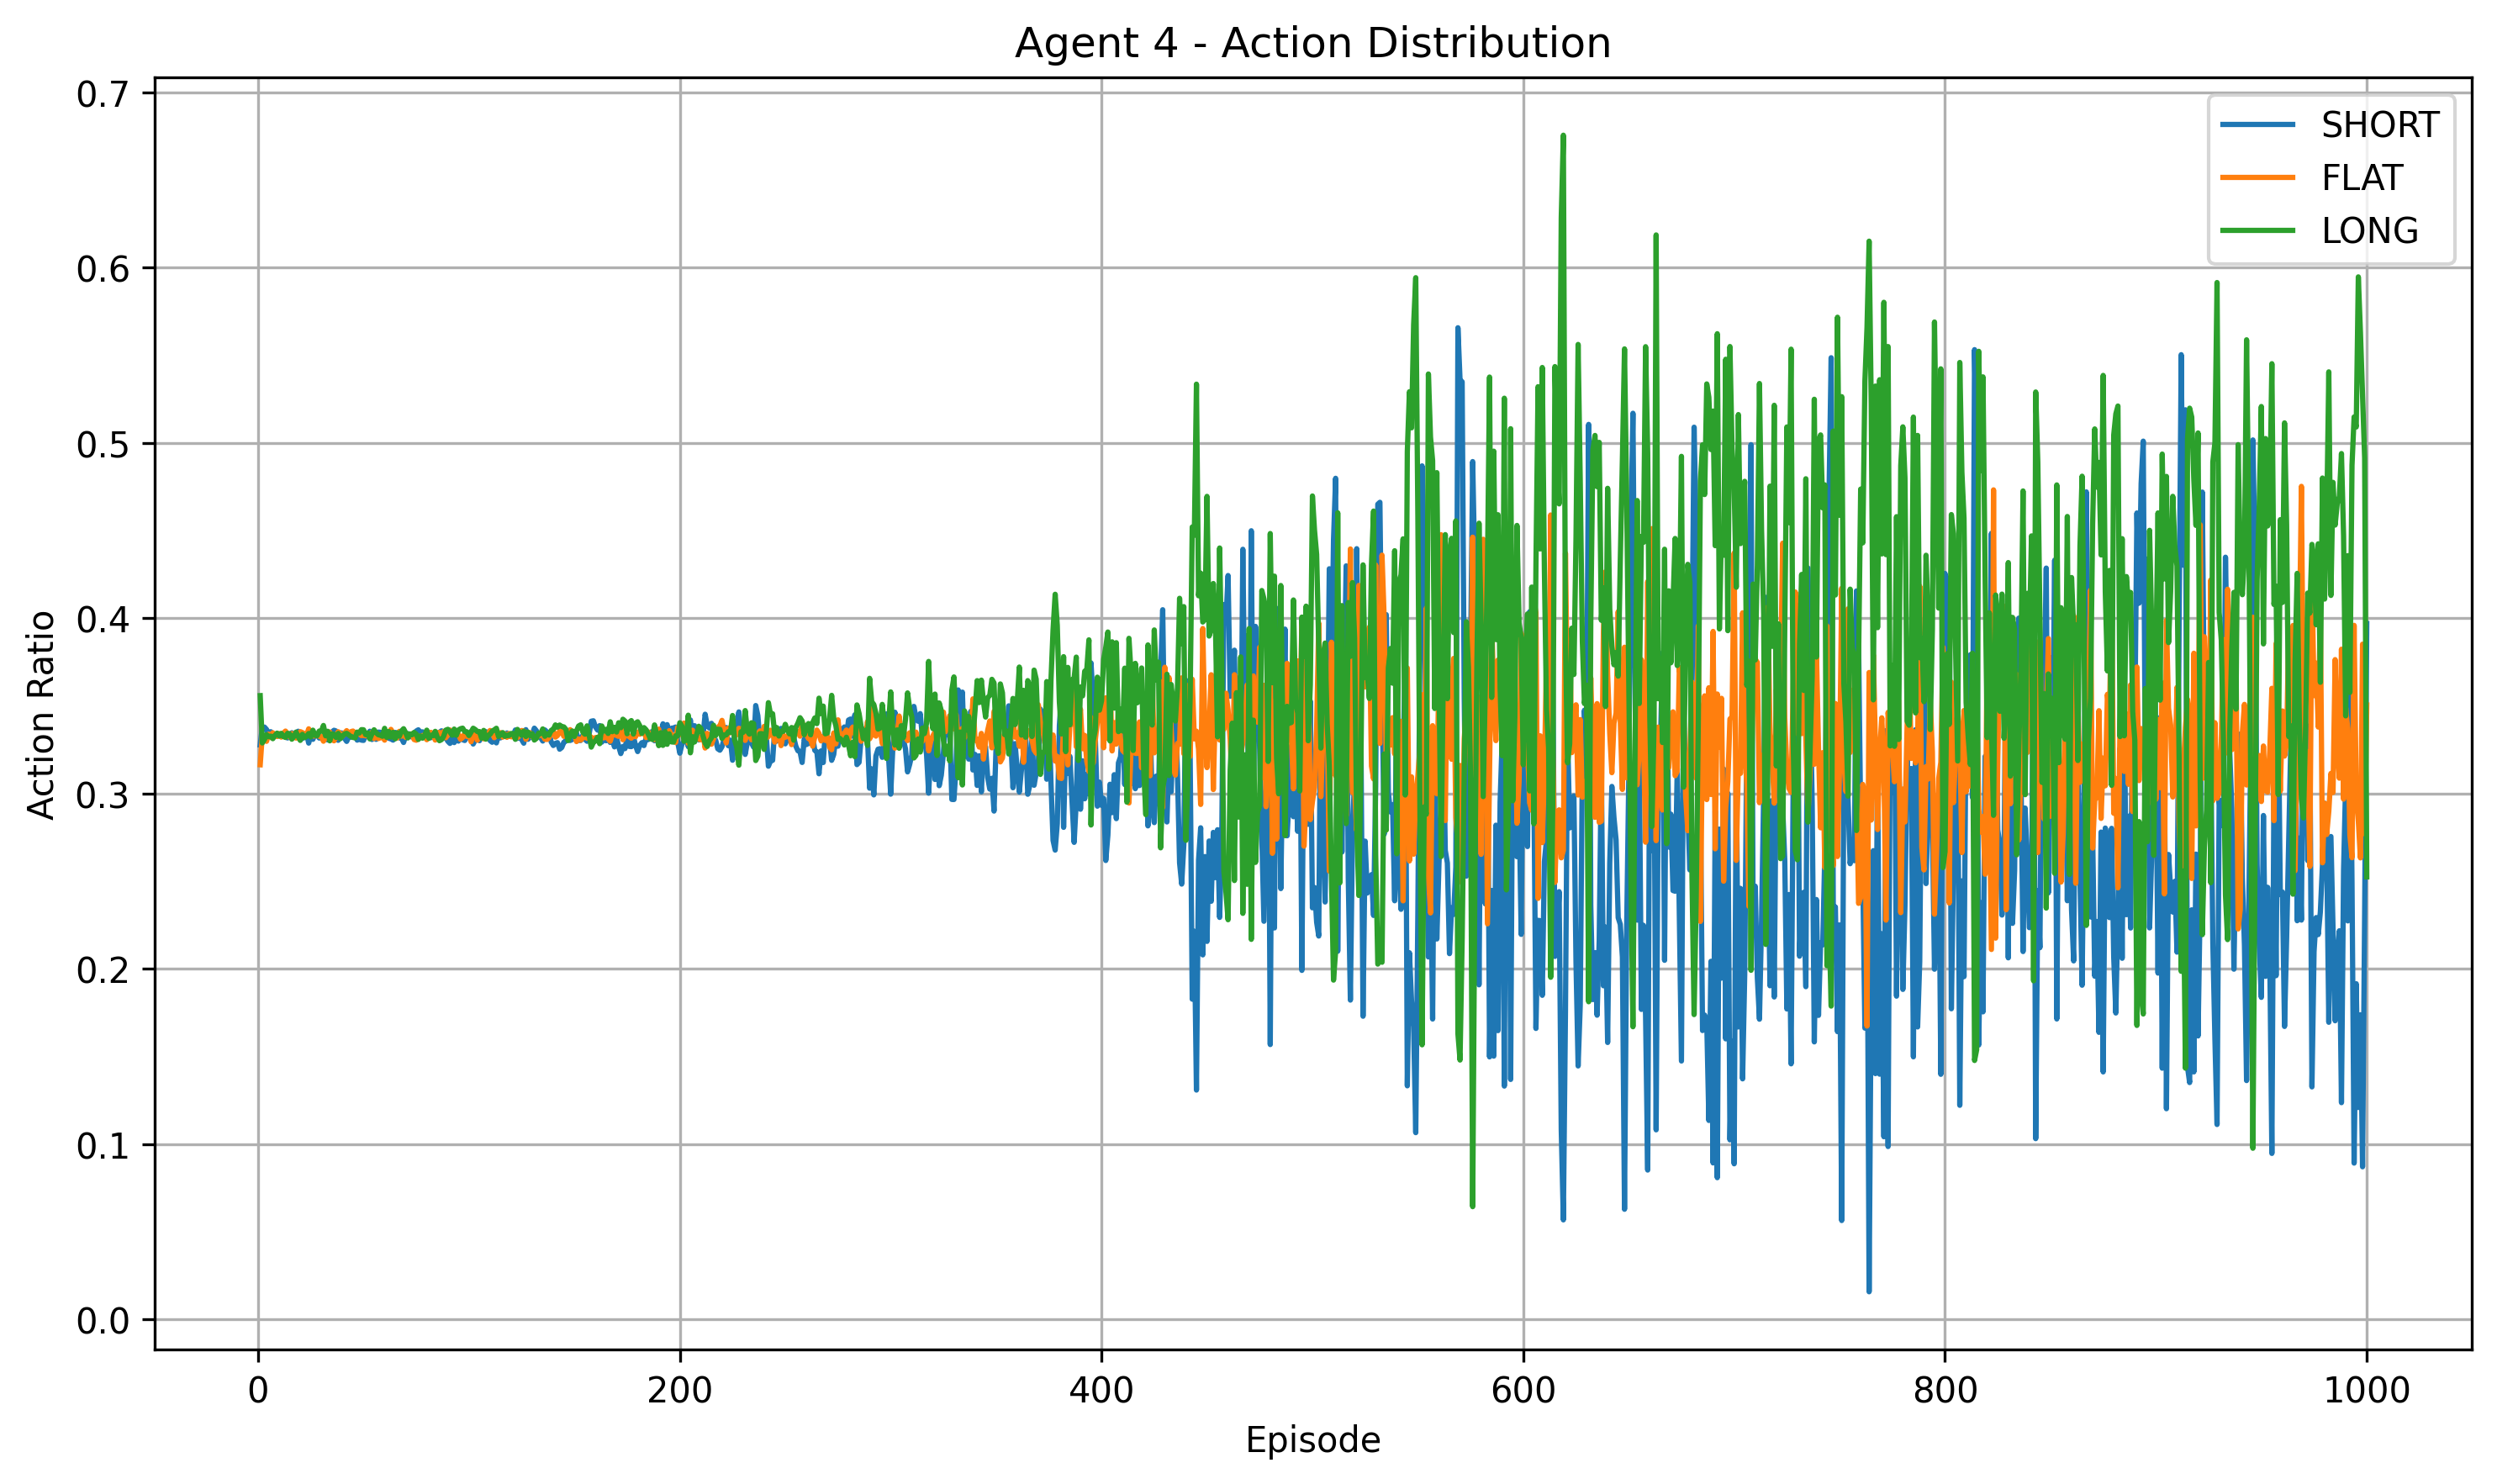 Agent 4 - Action Distribution
0.7
0.6
0.5
0.4
0.3
0.2
0.1
0.0
Action Ratio
SHORT
FLAT
LONG
0 200 400 600 800 1000
Episode